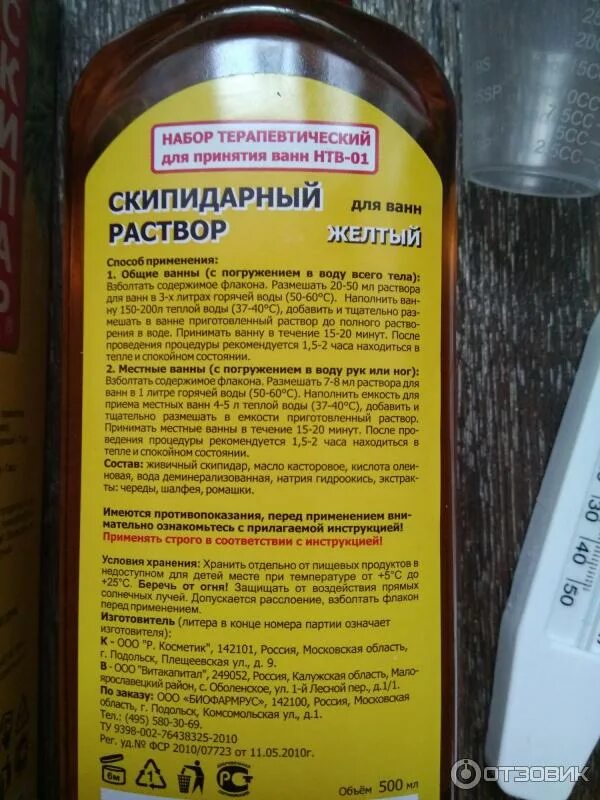 СКИПАР
НАБОР ТЕРАПЕВТИЧЕСКИЙ
для принятия ванн НТВ-01
СКИПИДАРНЫЙ для ванн
РАСТВОР ЖЕЛТЫЙ
Способ применения:
1. Общие ванны (с погружением в воду всего тела):
Взболтать содержимое флакона. Размешать 20-50 мл раствора
для ванн в 3-х литрах горячей воды (50-60°С). Наполнить ван-
ну 150-200л теплой воды (37-40°С), добавить и тщательно разме-
шать в ванне приготовленный раствор до полного раство-
рения в воде. Принимать ванну в течение 15-20 минут. После
проведения процедуры рекомендуется 1,5-2 часа находиться в
тепле и спокойном состоянии.
2. Местные ванны (с погружением в воду рук или ног):
Взболтать содержимое флакона. Размешать 7-8 мл раствора для
ванн в 1 литре горячей воды (50-60°С). Наполнить емкость для
приема местных ванн 4-5 л теплой воды (37-40°С), добавить и
тщательно размешать в емкости приготовленный раствор.
Принимать местные ванны в течение 15-20 минут. После про-
ведения процедуры рекомендуется 1,5-2 часа находиться в
тепле и спокойном состоянии.
Состав: живичный скипидар, масло касторовое, кислота олеи-
новая, вода деминерализованная, натрия гидроокись, экстрак-
ты: череды, шалфея, ромашки.
Имеются противопоказания, перед применением вни-
мательно ознакомьтесь с прилагаемой инструкцией!
Применять строго в соответствии с инструкцией!
Условия хранения: Хранить отдельно от пищевых продуктов в
недоступном для детей месте при температуре от +5°С до
+25°С. Беречь от огня! Защищать от воздействия прямых
солнечных лучей. Допускается расслоение, взболтать флакон
перед применением.
Изготовитель (литера в конце номера партии означает
изготовителя):
К - ООО "Р. Косметик", 142101, Россия, Московская область,
г. Подольск, Плещеевская ул., д. 9.
В - ООО "Витакапитал", 249052, Россия, Калужская область, Мало-
ярославецкий район, с. Оболенское, ул. 1-й Лесной пер., д.1/1.
По заказу: ООО «БИОФАРМРУС», 142100, Россия, Московская
область, г. Подольск, Комсомольская ул., д.1.
Тел.: (495) 580-30-69.
ТУ 9398-002-76438325-2010
Рег. уд.№ ФСР 2010/07723 от 11.05.2010г.
6м
Объём 500 мл
7.5CC
5CC
2.5CC
30
40
50
ОТЗОВИК